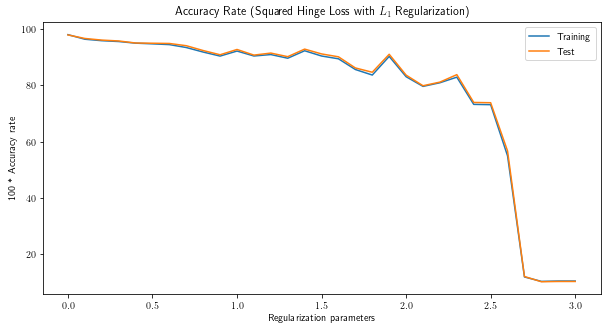 Accuracy Rate (Squared Hinge Loss with L₁ Regularization)
100 * Accuracy rate
100
80
60
40
20
Training
Test
0.0 0.5 1.0 1.5 2.0 2.5 3.0
Regularization parameters